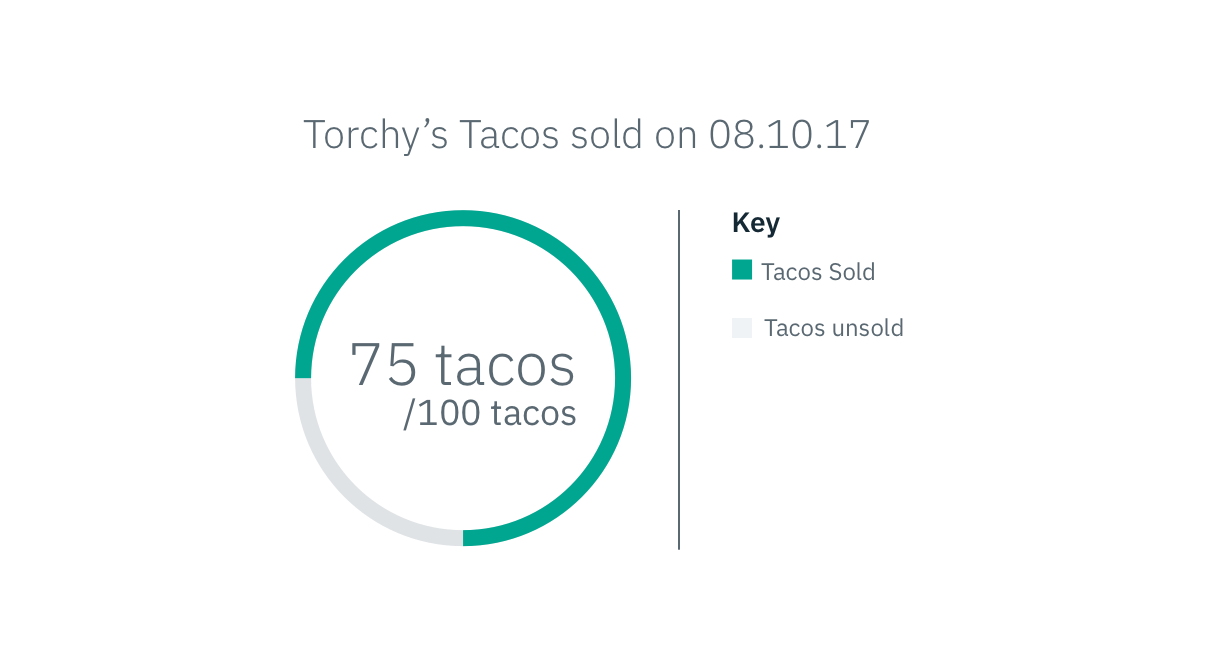 Torchy’s Tacos sold on 08.10.17
75 tacos
/100 tacos
Key
Tacos Sold
Tacos unsold